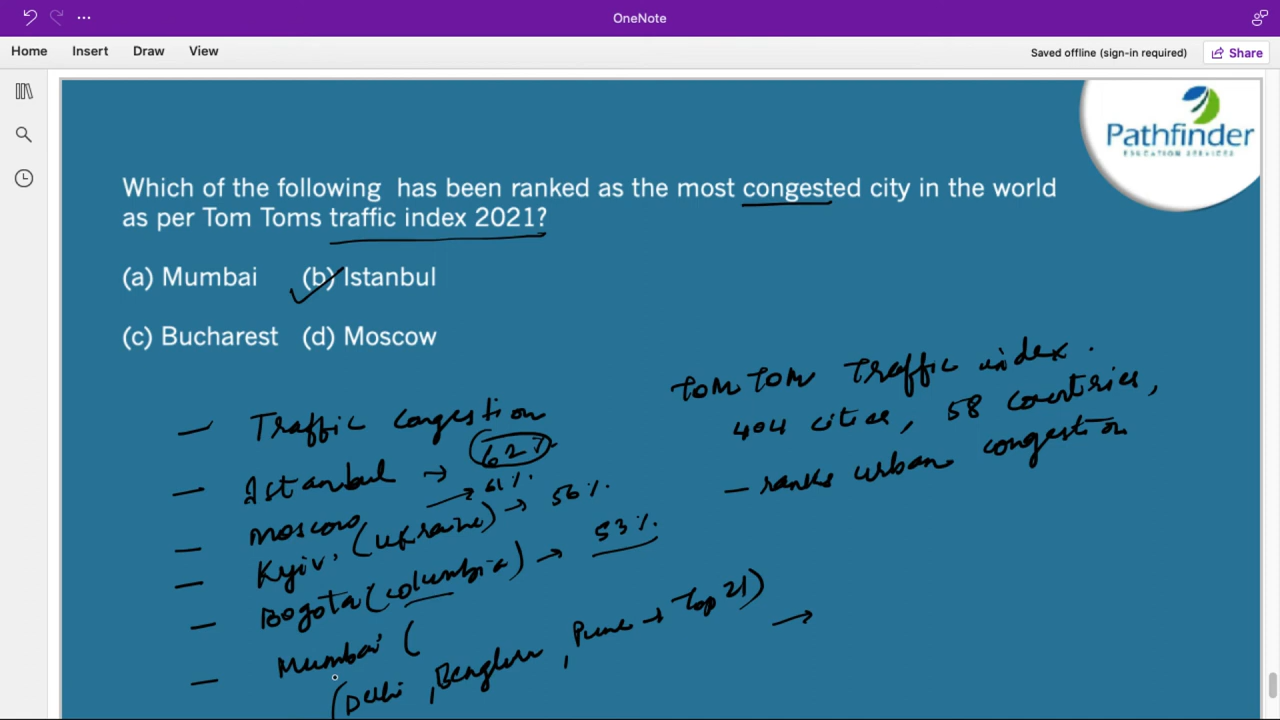 OneNote
Home Insert Draw View
Saved offline (sign-in required) Share
Pathfinder
EDUCATION SERVICES
Which of the following has been ranked as the most congested city in the world
as per Tom Toms traffic index 2021?
(a) Mumbai (b) Istanbul
(c) Bucharest (d) Moscow
TOM TOM Traffic index.
404 cities, 58 countries,
- ranks urban congestion
- Traffic congestion
- Istanbul → 62%
- Moscow → 61%.
- Kyiv (ukraine) → 56%.
- Bogota (columbia) → 53%.
- Mumbai (
(Delhi, Benglore, Pune → Top 21) →